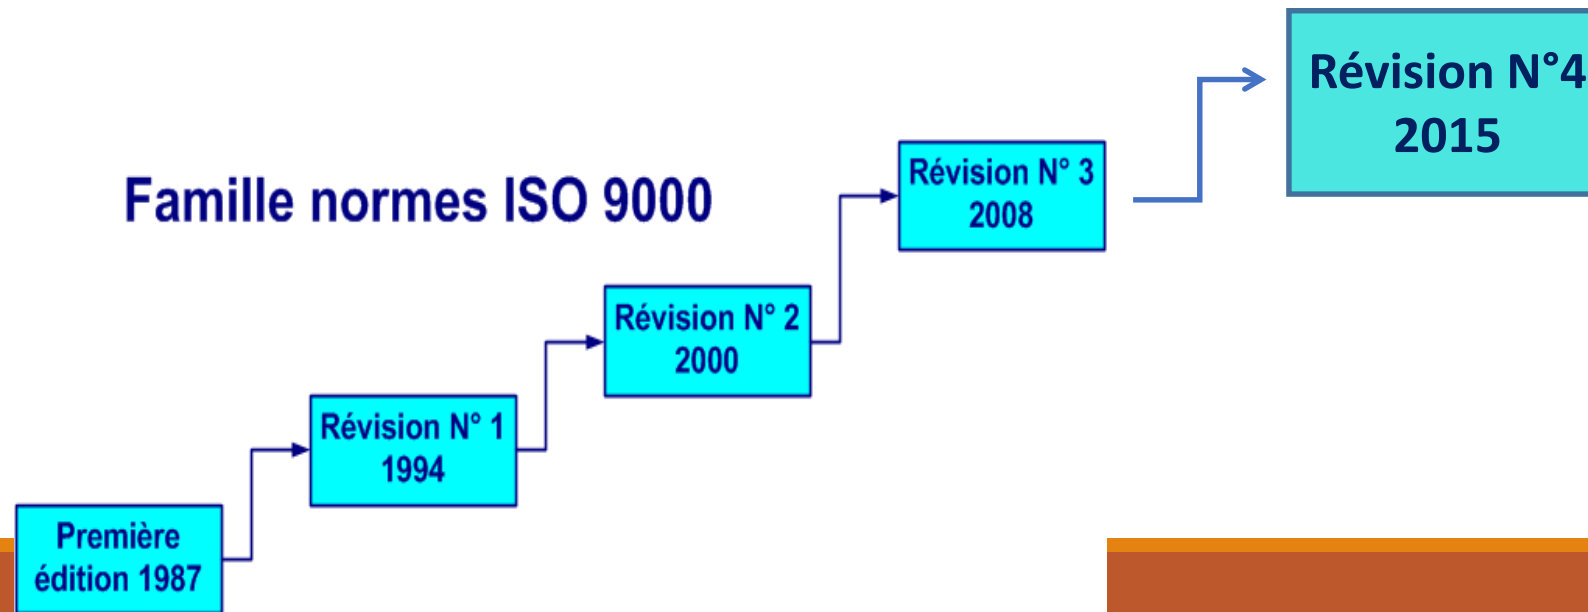 Famille normes ISO 9000
Première
édition 1987
Révision N° 1
1994
Révision N° 2
2000
Révision N° 3
2008
Révision N°4
2015